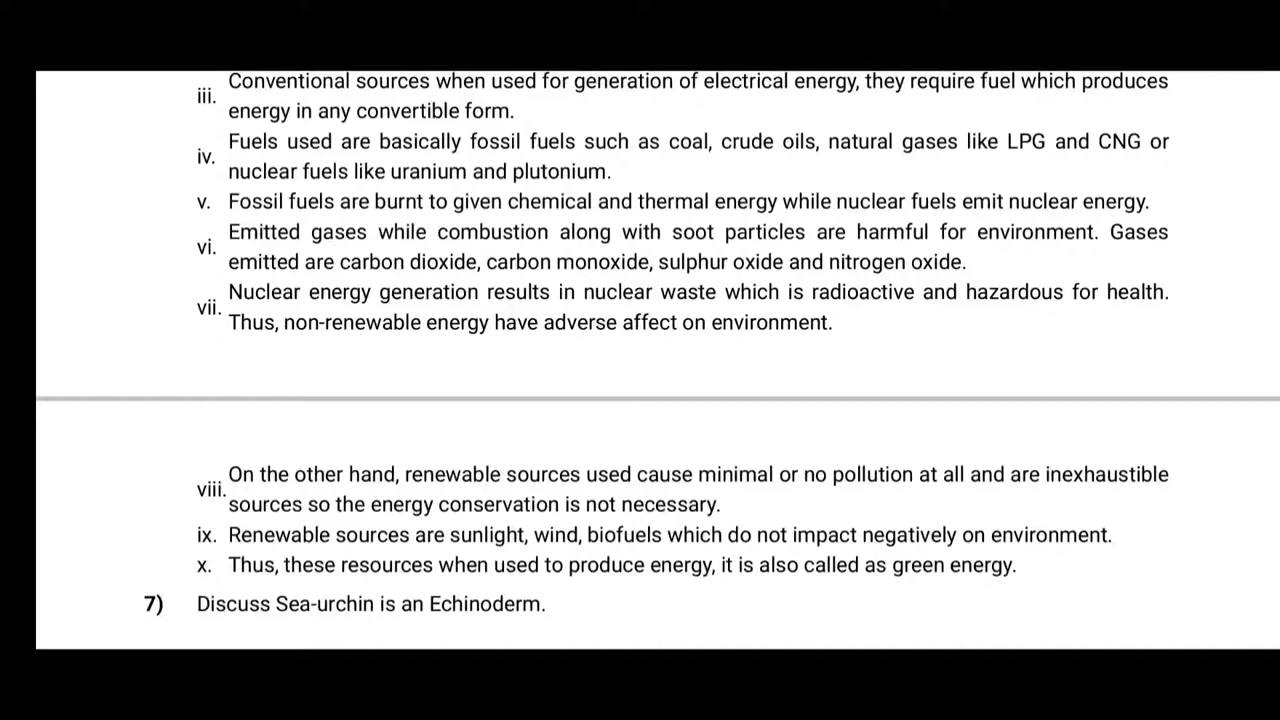 iii. Conventional sources when used for generation of electrical energy, they require fuel which produces
energy in any convertible form.
iv. Fuels used are basically fossil fuels such as coal, crude oils, natural gases like LPG and CNG or
nuclear fuels like uranium and plutonium.
v. Fossil fuels are burnt to given chemical and thermal energy while nuclear fuels emit nuclear energy.
vi. Emitted gases while combustion along with soot particles are harmful for environment. Gases
emitted are carbon dioxide, carbon monoxide, sulphur oxide and nitrogen oxide.
vii. Nuclear energy generation results in nuclear waste which is radioactive and hazardous for health.
Thus, non-renewable energy have adverse affect on environment.
viii. On the other hand, renewable sources used cause minimal or no pollution at all and are inexhaustible
sources so the energy conservation is not necessary.
ix. Renewable sources are sunlight, wind, biofuels which do not impact negatively on environment.
x. Thus, these resources when used to produce energy, it is also called as green energy.
7) Discuss Sea-urchin is an Echinoderm.